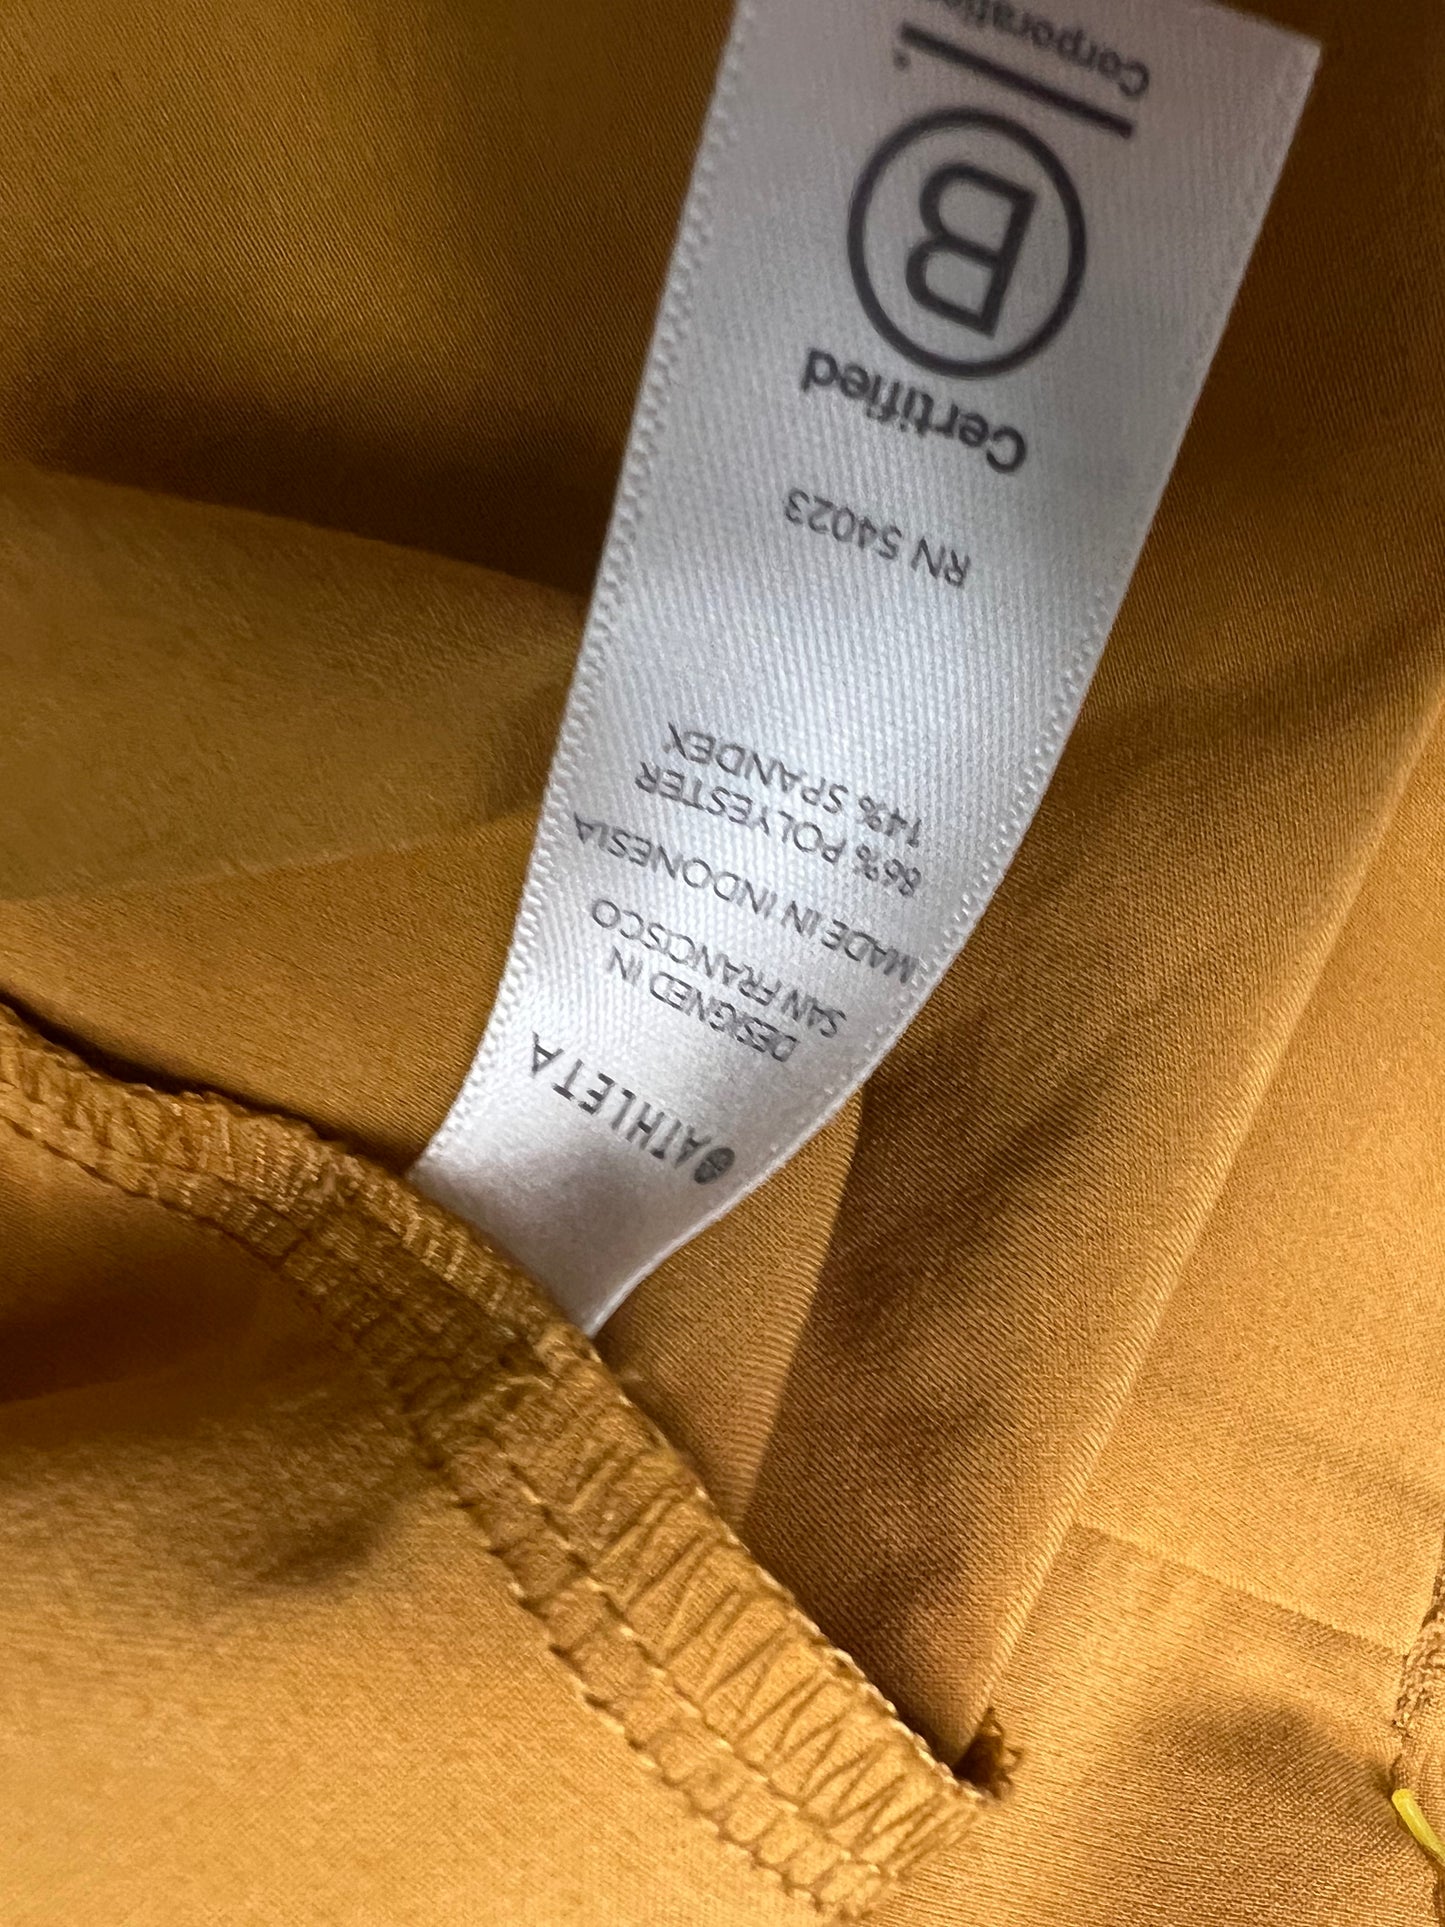 ATHLETA
DESIGNED IN
SAN FRANCISCO
MADE IN INDONESIA
86% POLYESTER
14% SPANDEX
RN 54023
Certified
B
Corporation